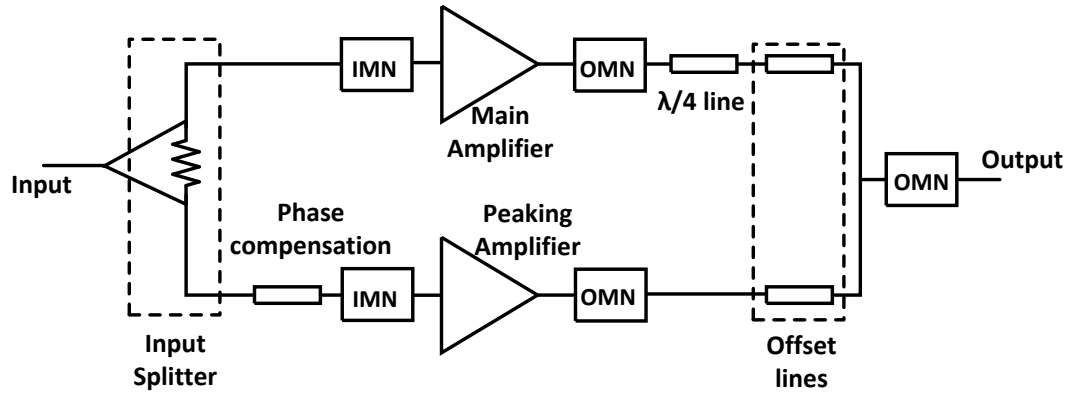 IMN
OMN
λ/4 line
Main
Amplifier
Input
OMN
Output
Phase
compensation
Peaking
Amplifier
IMN
OMN
Input
Splitter
Offset
lines